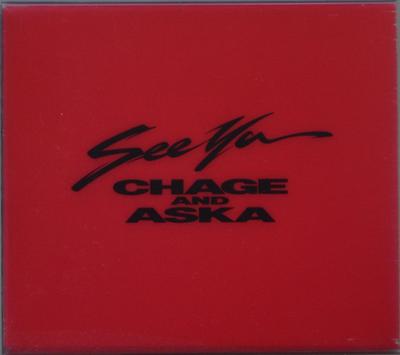 See Ya
CHAGE
AND
ASKA